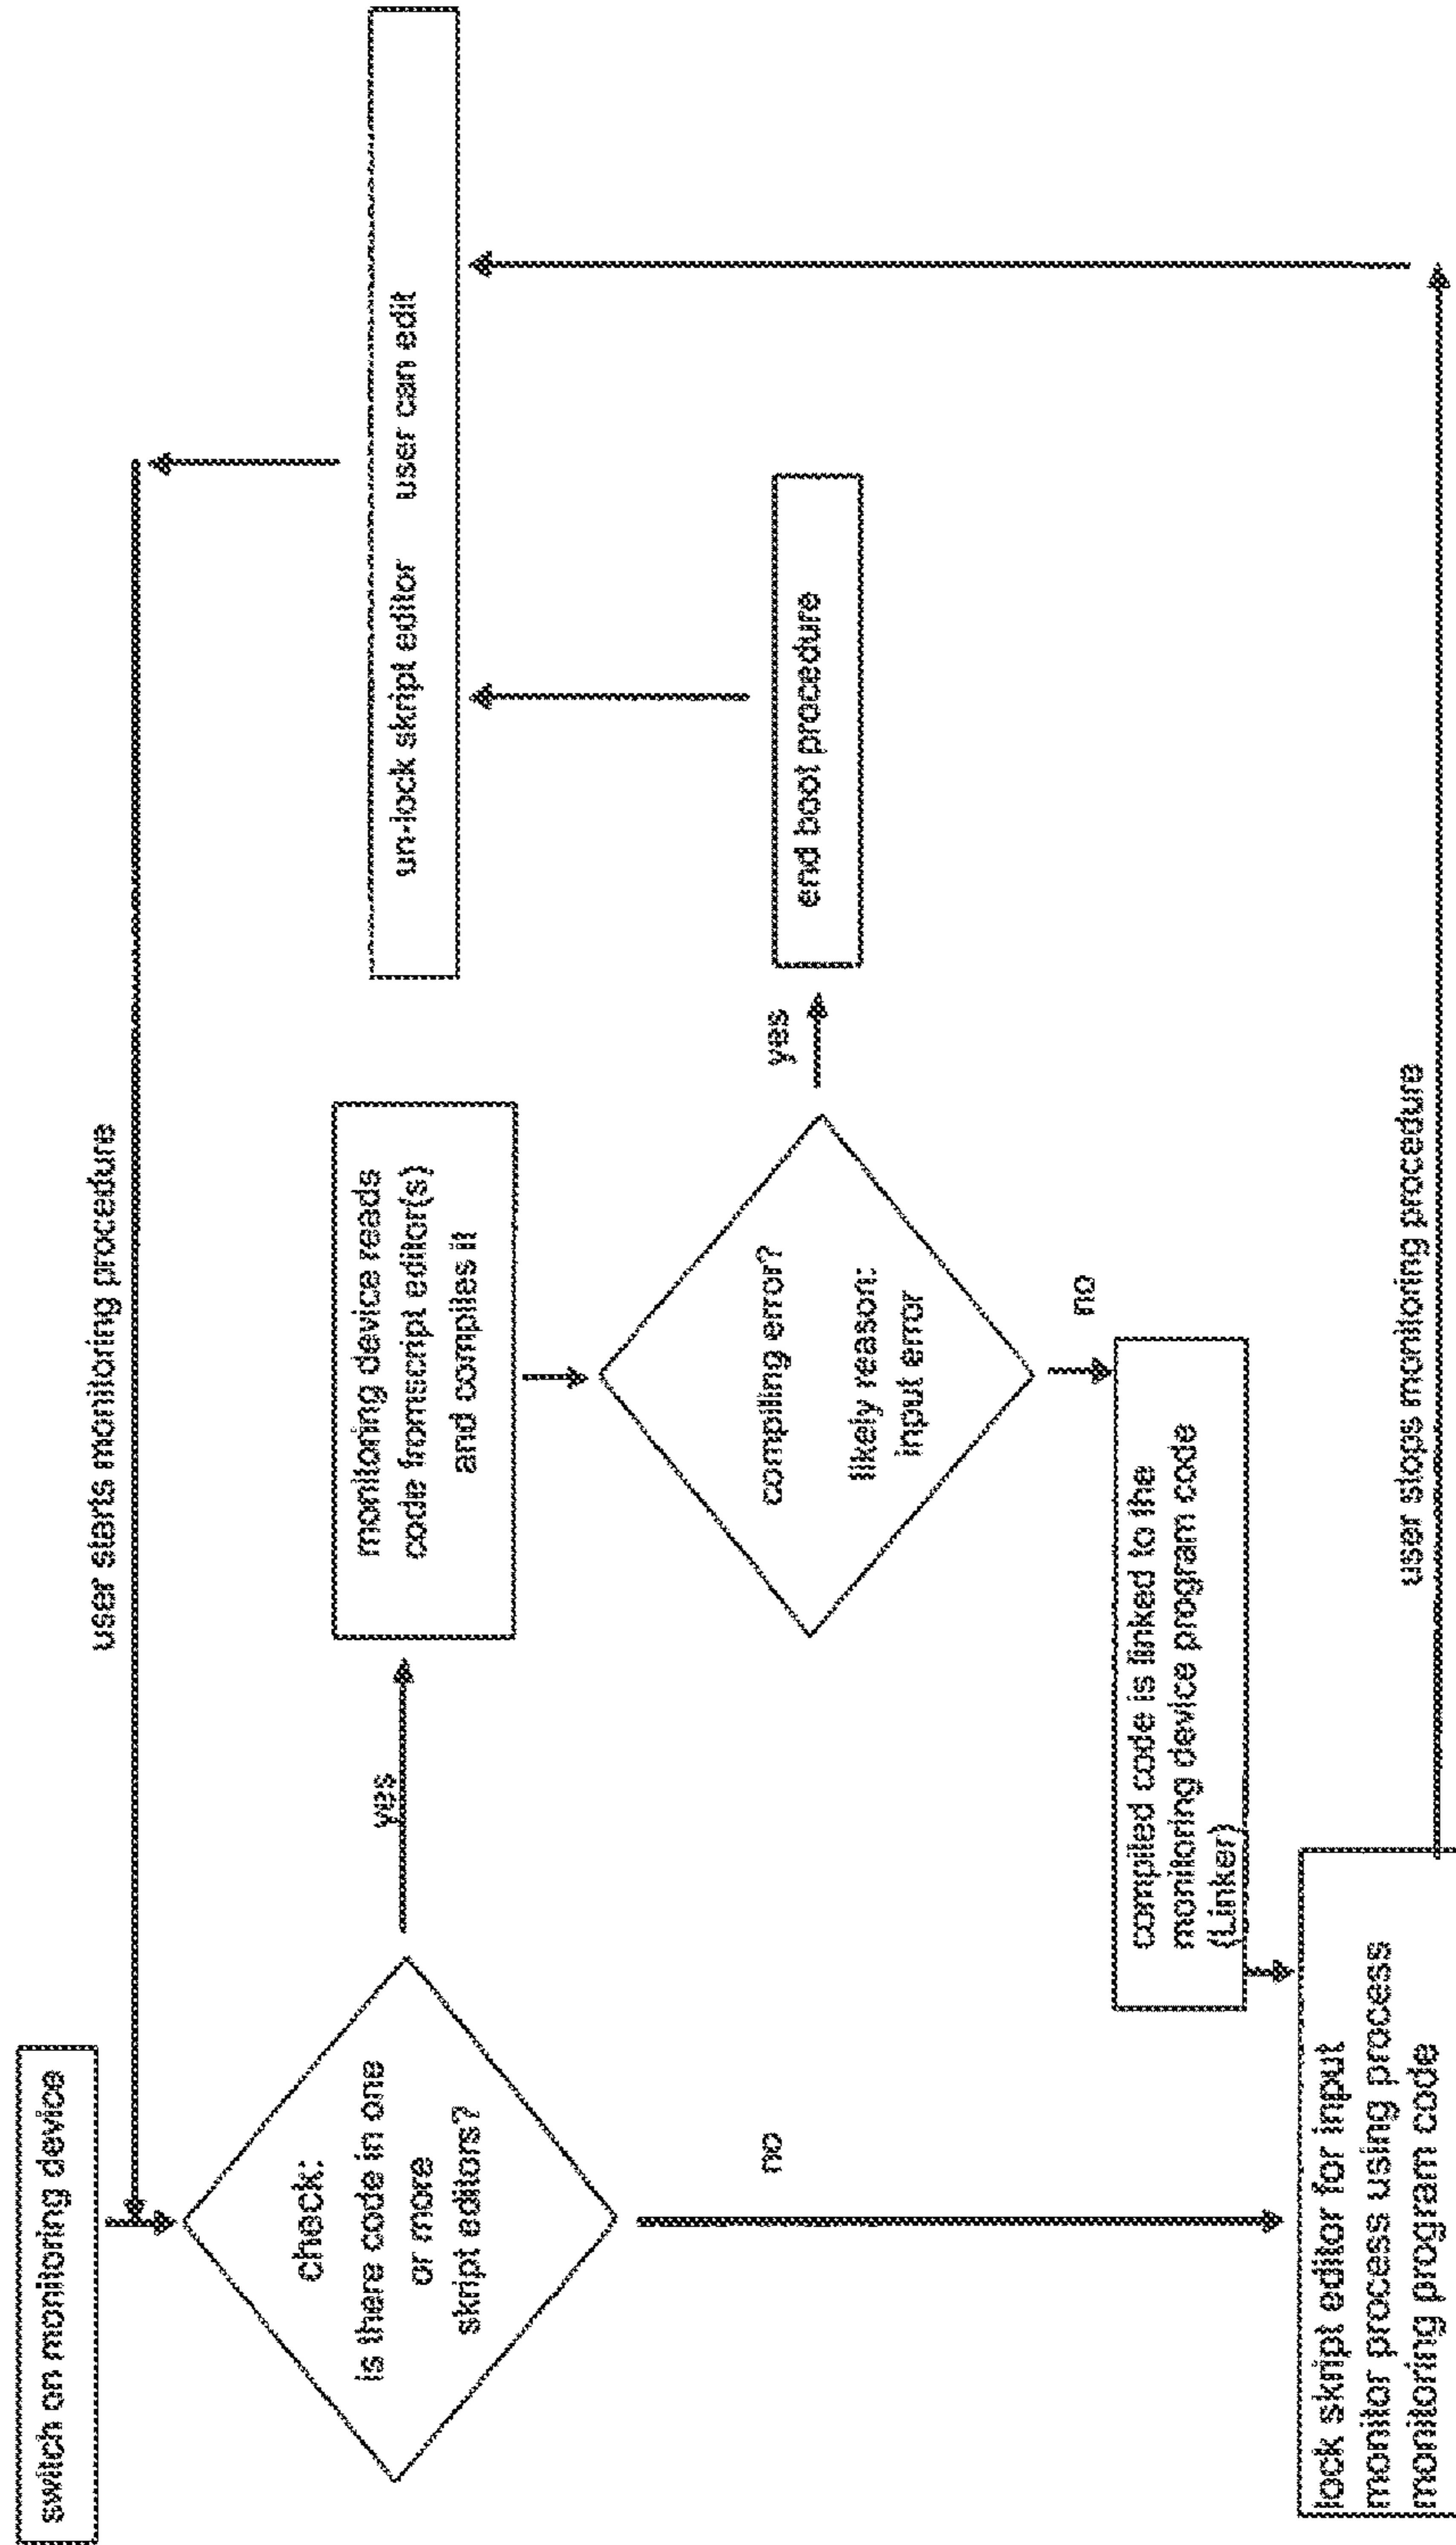 switch on monitoring device
user starts monitoring procedure
check:
is there code in one
or more
skript editors?
yes
monitoring device reads
code fromscript editor(s)
and compiles it
un-lock skript editor user can edit
compiling error?
likely reason:
input error
yes
end boot procedure
no
no
compiled code is linked to the
monitoring device program code
(Linker)
lock skript editor for input
monitor process using process
monitoring program code
user stops monitoring procedure